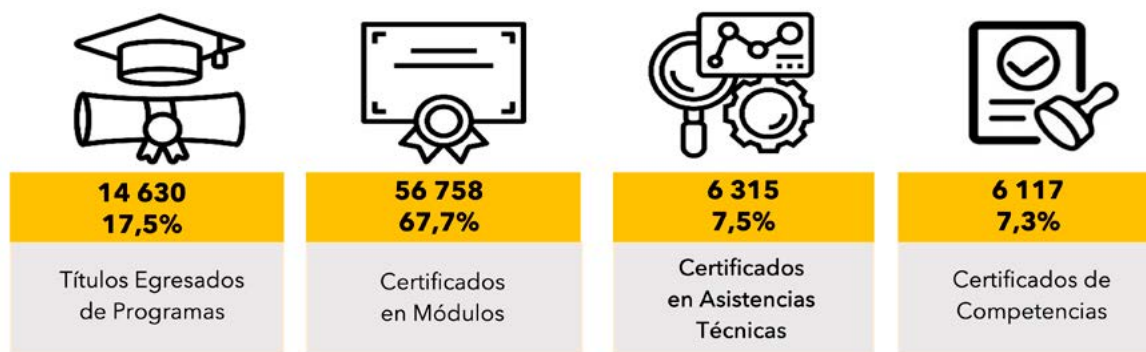 14 630
17,5%
Títulos Egresados
de Programas
56 758
67,7%
Certificados
en Módulos
6 315
7,5%
Certificados
en Asistencias
Técnicas
6 117
7,3%
Certificados de
Competencias